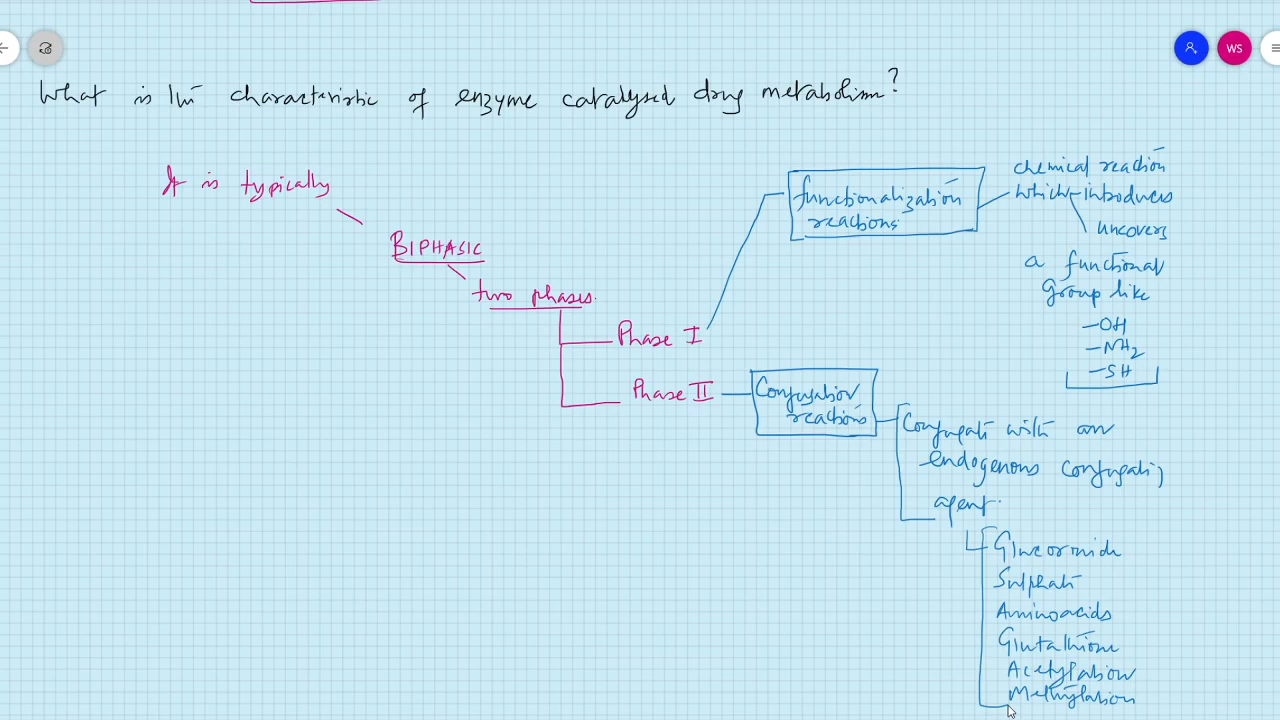 WS
What is the characteristic of enzyme catalysed drug metabolism?
It is typically
BIPHASIC
two phases.
Phase I
functionalization
reactions
chemical reaction
which introduces
uncovers
a functional
Group like
-OH
-NH2
-SH
Phase II
Conjugation
reactions
Conjugate with an
endogenous conjugating
agent.
Glucoronide
Sulphate
Aminoacids
Glutathione
Acetylation
Methylation